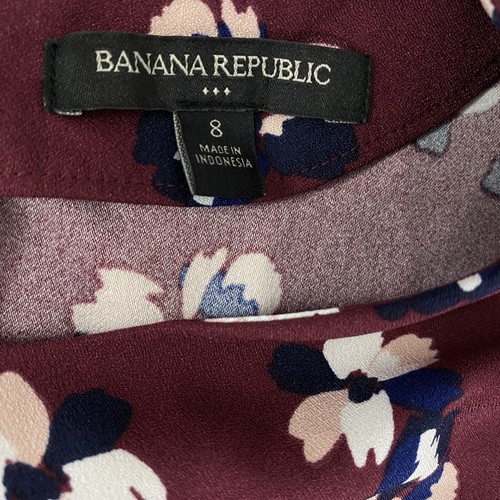 BANANA REPUBLIC
8
MADE IN
INDONESIA